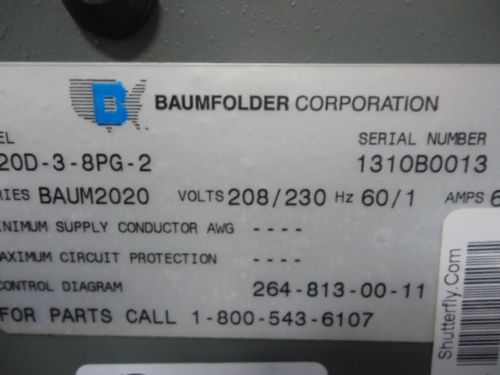 B BAUMFOLDER CORPORATION
EL SERIAL NUMBER
20D-3-8PG-2 1310B0013
RIES BAUM2020 VOLTS 208/230 Hz 60/1 AMPS 6
NIMUM SUPPLY CONDUCTOR AWG ----
AXIMUM CIRCUIT PROTECTION ----
CONTROL DIAGRAM 264-813-00-11
FOR PARTS CALL 1-800-543-6107
Shutterfly.Com